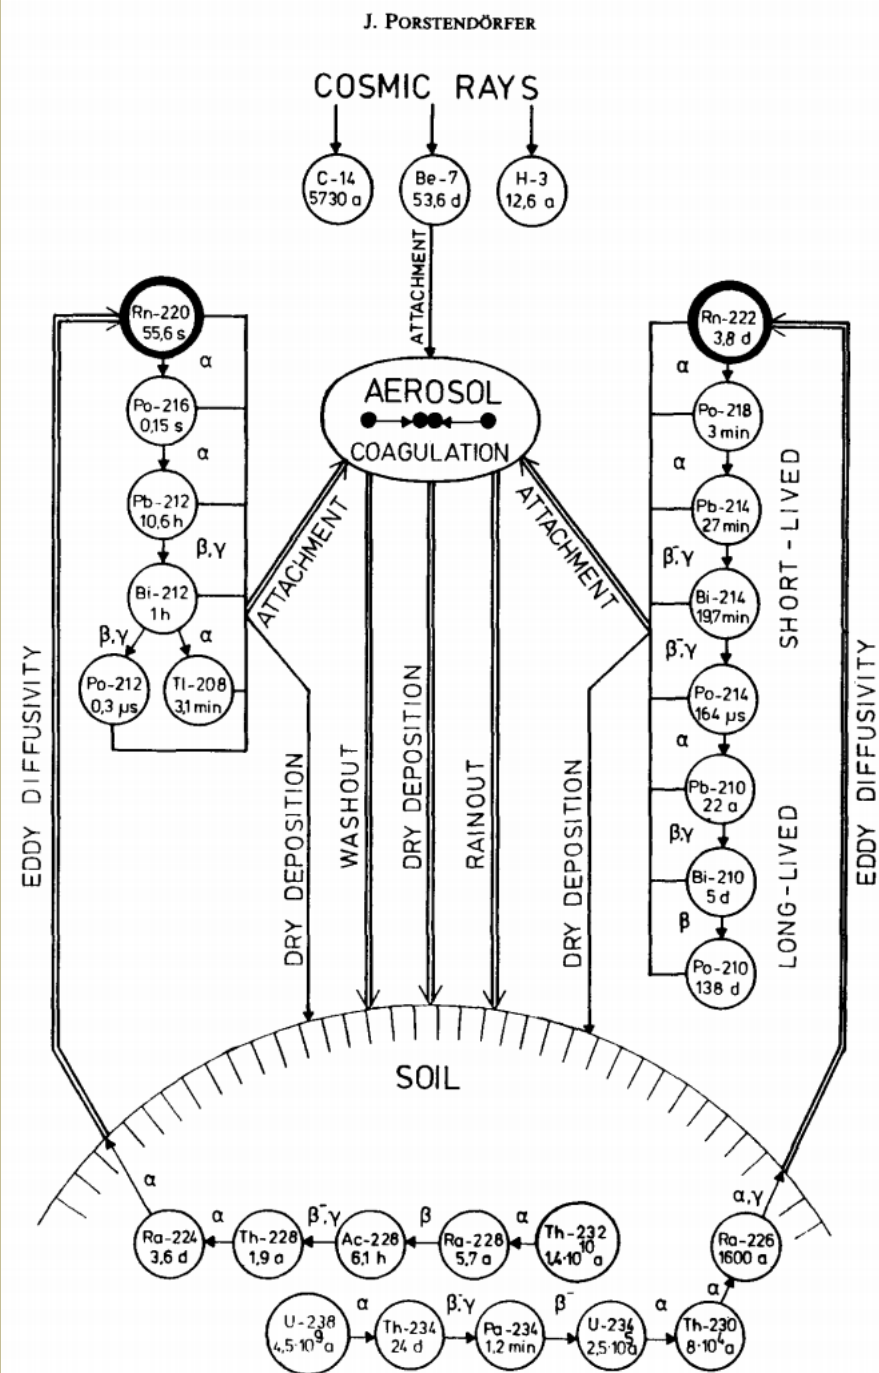 J. PORSTENDÖRFER
COSMIC RAYS
C-14
5730 a
Be-7
53,6 d
H-3
12,6 a
ATTACHMENT
AEROSOL
COAGULATION
Rn-220
55,6 s
α
Po-216
0,15 s
α
Pb-212
10,6 h
β,γ
Bi-212
1 h
β,γ
α
Po-212
0,3 µs
Tl-208
3,1 min
EDDY DIFFUSIVITY
ATTACHMENT
DRY DEPOSITION
WASHOUT
DRY DEPOSITION
RAINOUT
DRY DEPOSITION
ATTACHMENT
Rn-222
3,8 d
α
Po-218
3 min
α
Pb-214
27 min
β⁻,γ
Bi-214
19,7 min
β⁻,γ
Po-214
164 µs
α
Pb-210
22 a
β,γ
Bi-210
5 d
β
Po-210
138 d
SHORT-LIVED
LONG-LIVED
EDDY DIFFUSIVITY
SOIL
α
Ra-224
3,6 d
α
Th-228
1,9 a
β⁻,γ
Ac-228
6,1 h
β
Ra-228
5,7 a
α
Th-232
1,4·10¹⁰ a
α,γ
Ra-226
1600 a
α
U-238
4,5·10⁹ a
α
Th-234
24 d
β⁻,γ
Pa-234
1,2 min
β⁻
U-234
2,5·10⁵ a
α
Th-230
8·10⁴ a